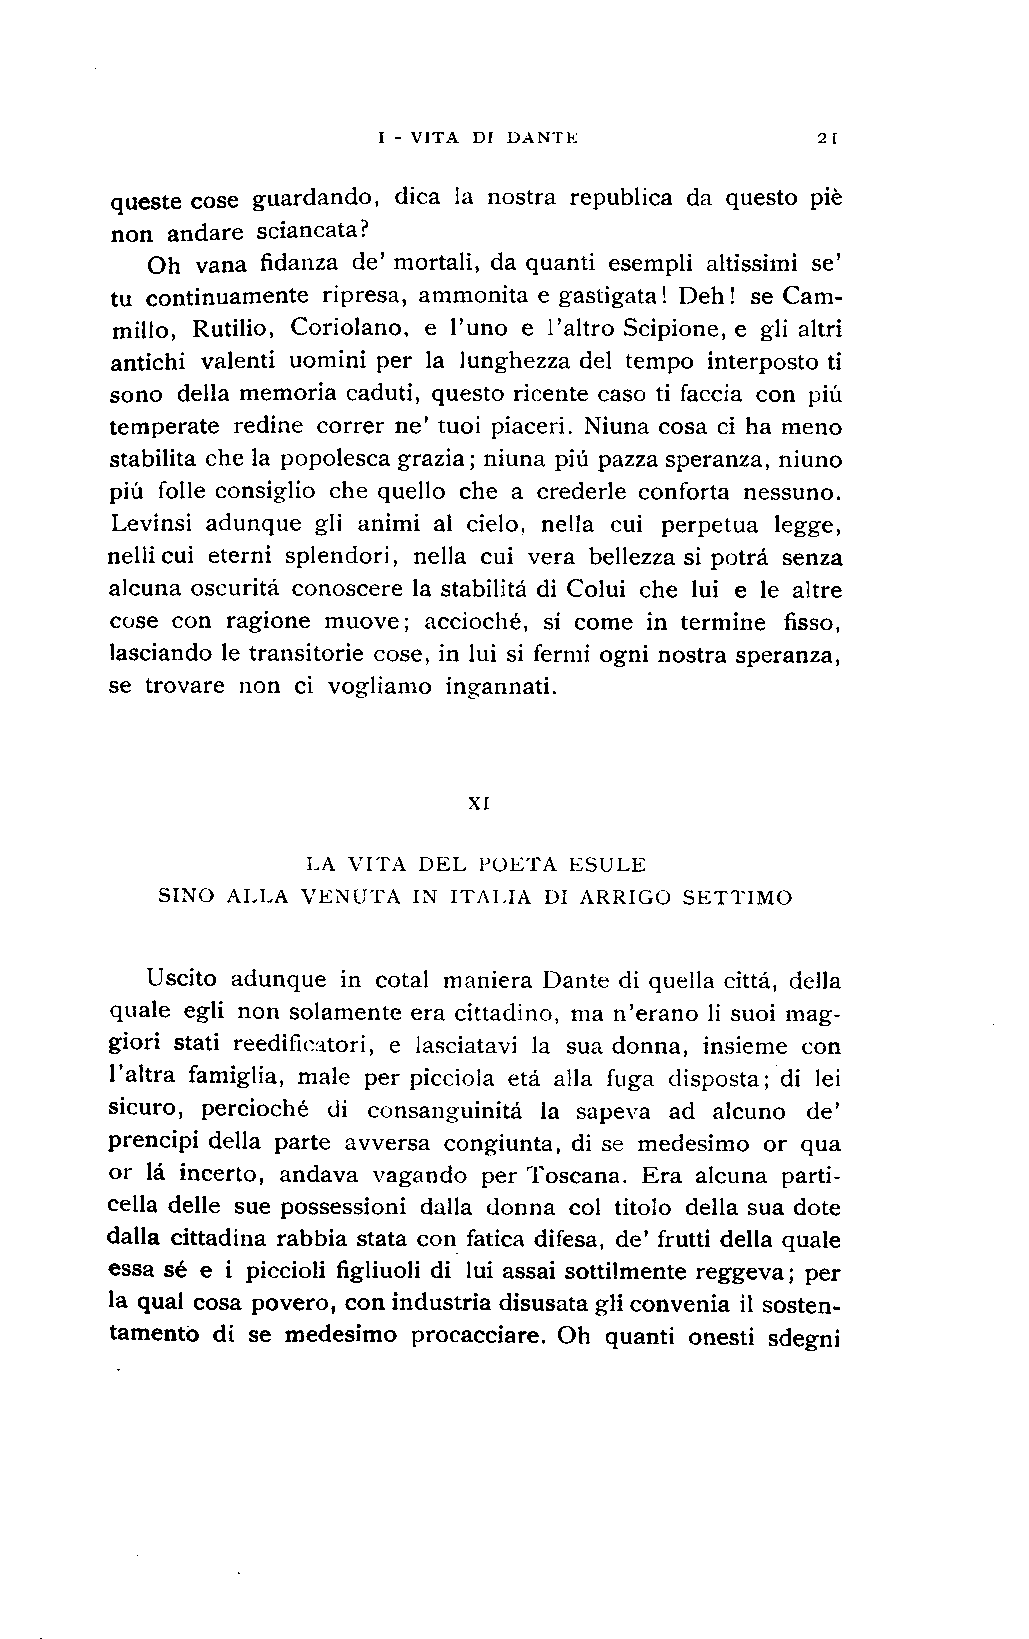 I - VITA DI DANTE 21
queste cose guardando, dica la nostra republica da questo piè
non andare sciancata?
Oh vana fidanza de' mortali, da quanti esempli altissimi se'
tu continuamente ripresa, ammonita e gastigata! Deh! se Cam-
millo, Rutilio, Coriolano, e l'uno e l'altro Scipione, e gli altri
antichi valenti uomini per la lunghezza del tempo interposto ti
sono della memoria caduti, questo ricente caso ti faccia con piú
temperate redine correr ne' tuoi piaceri. Niuna cosa ci ha meno
stabilita che la popolesca grazia; niuna piú pazza speranza, niuno
piú folle consiglio che quello che a crederle conforta nessuno.
Levinsi adunque gli animi al cielo, nella cui perpetua legge,
nelli cui eterni splendori, nella cui vera bellezza si potrá senza
alcuna oscuritá conoscere la stabilitá di Colui che lui e le altre
cose con ragione muove; accioché, sí come in termine fisso,
lasciando le transitorie cose, in lui si fermi ogni nostra speranza,
se trovare non ci vogliamo ingannati.
XI
LA VITA DEL POETA ESULE
SINO ALLA VENUTA IN ITALIA DI ARRIGO SETTIMO
Uscito adunque in cotal maniera Dante di quella cittá, della
quale egli non solamente era cittadino, ma n'erano li suoi mag-
giori stati reedificatori, e lasciatavi la sua donna, insieme con
l'altra famiglia, male per picciola etá alla fuga disposta; di lei
sicuro, percioché di consanguinitá la sapeva ad alcuno de'
prencipi della parte avversa congiunta, di se medesimo or qua
or lá incerto, andava vagando per Toscana. Era alcuna parti-
cella delle sue possessioni dalla donna col titolo della sua dote
dalla cittadina rabbia stata con fatica difesa, de' frutti della quale
essa sé e i piccioli figliuoli di lui assai sottilmente reggeva; per
la qual cosa povero, con industria disusata gli convenia il sosten-
tamento di se medesimo procacciare. Oh quanti onesti sdegni